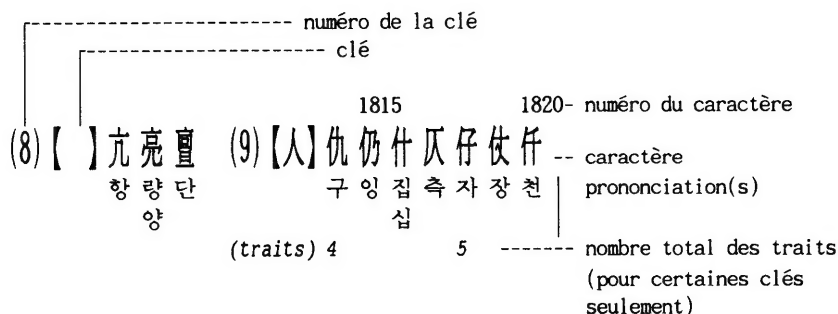 numéro de la clé
clé
1815 1820- numéro du caractère
(8)【 】亢亮亶 (9)【人】仇仍什仄仔仗仟 -- caractère
항 량 단 구 잉 집 측 자 장 천 prononciation(s)
양 십
(traits) 4 5 ------- nombre total des traits
(pour certaines clés
seulement)